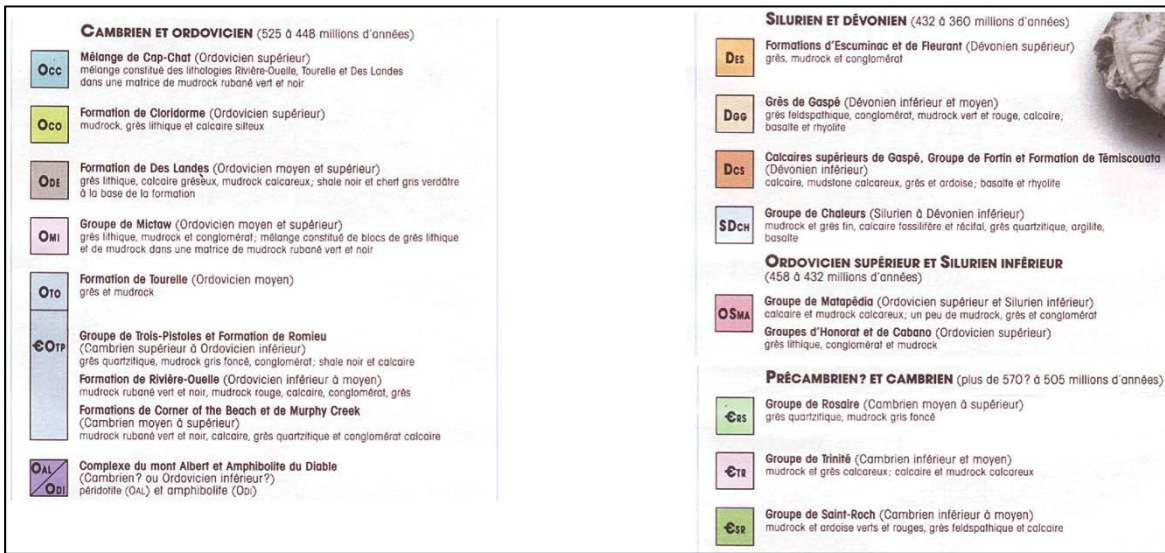 CAMBRIEN ET ORDOVICIEN (525 à 448 millions d'années)
OCC
Mélange de Cap-Chat (Ordovicien supérieur)
mélange constitué des lithologies Rivière-Ouelle, Tourelle et Des Landes
dans une matrice de mudrock rubané vert et noir
OCO
Formation de Cloridorme (Ordovicien supérieur)
mudrock, grès lithique et calcaire silteux
ODE
Formation de Des Landes (Ordovicien moyen et supérieur)
grès lithique, calcaire gréseux, mudrock calcareux; shale noir et chert gris verdâtre
à la base de la formation
OMI
Groupe de Mictaw (Ordovicien moyen et supérieur)
grès lithique, mudrock et conglomérat; mélange constitué de blocs de grès lithique
et de mudrock dans une matrice de mudrock rubané vert et noir
OTO
Formation de Tourelle (Ordovicien moyen)
grès et mudrock
€OTP
Groupe de Trois-Pistoles et Formation de Romieu
(Cambrien supérieur à Ordovicien inférieur)
grès quartzitique, mudrock gris foncé, conglomérat; shale noir et calcaire
Formation de Rivière-Ouelle (Ordovicien inférieur à moyen)
mudrock rubané vert et noir, mudrock rouge, calcaire, conglomérat, grès
Formations de Corner of the Beach et de Murphy Creek
(Cambrien moyen à supérieur)
mudrock rubané vert et noir, calcaire, grès quartzitique et conglomérat calcaire
OAL
ODI
Complexe du mont Albert et Amphibolite du Diable
(Cambrien? ou Ordovicien inférieur?)
péridotite (OAL) et amphibolite (ODI)
SILURIEN ET DÉVONIEN (432 à 360 millions d'années)
DES
Formations d'Escuminac et de Fleurant (Dévonien supérieur)
grès, mudrock et conglomérat
DGG
Grès de Gaspé (Dévonien inférieur et moyen)
grès feldspathique, conglomérat, mudrock vert et rouge, calcaire;
basalte et rhyolite
DCS
Calcaires supérieurs de Gaspé, Groupe de Fortin et Formation de Témiscouata
(Dévonien inférieur)
calcaire, mudstone calcareux, grès et ardoise; basalte et rhyolite
SDCH
Groupe de Chaleurs (Silurien à Dévonien inférieur)
mudrock et grès fin, calcaire fossilifère et récifal, grès quartzitique, argilite,
basalte
ORDOVICIEN SUPÉRIEUR ET SILURIEN INFÉRIEUR
(458 à 432 millions d'années)
OSMA
Groupe de Matapédia (Ordovicien supérieur et Silurien inférieur)
calcaire et mudrock calcareux; un peu de mudrock, grès et conglomérat
Groupes d'Honorat et de Cabano (Ordovicien supérieur)
grès lithique, conglomérat et mudrock
PRÉCAMBRIEN? ET CAMBRIEN (plus de 570? à 505 millions d'années)
€RS
Groupe de Rosaire (Cambrien moyen à supérieur)
grès quartzitique, mudrock gris foncé
€TR
Groupe de Trinité (Cambrien inférieur et moyen)
mudrock et grès calcareux; calcaire et mudrock calcareux
€SR
Groupe de Saint-Roch (Cambrien inférieur à moyen)
mudrock et ardoise verts et rouges, grès feldspathique et calcaire